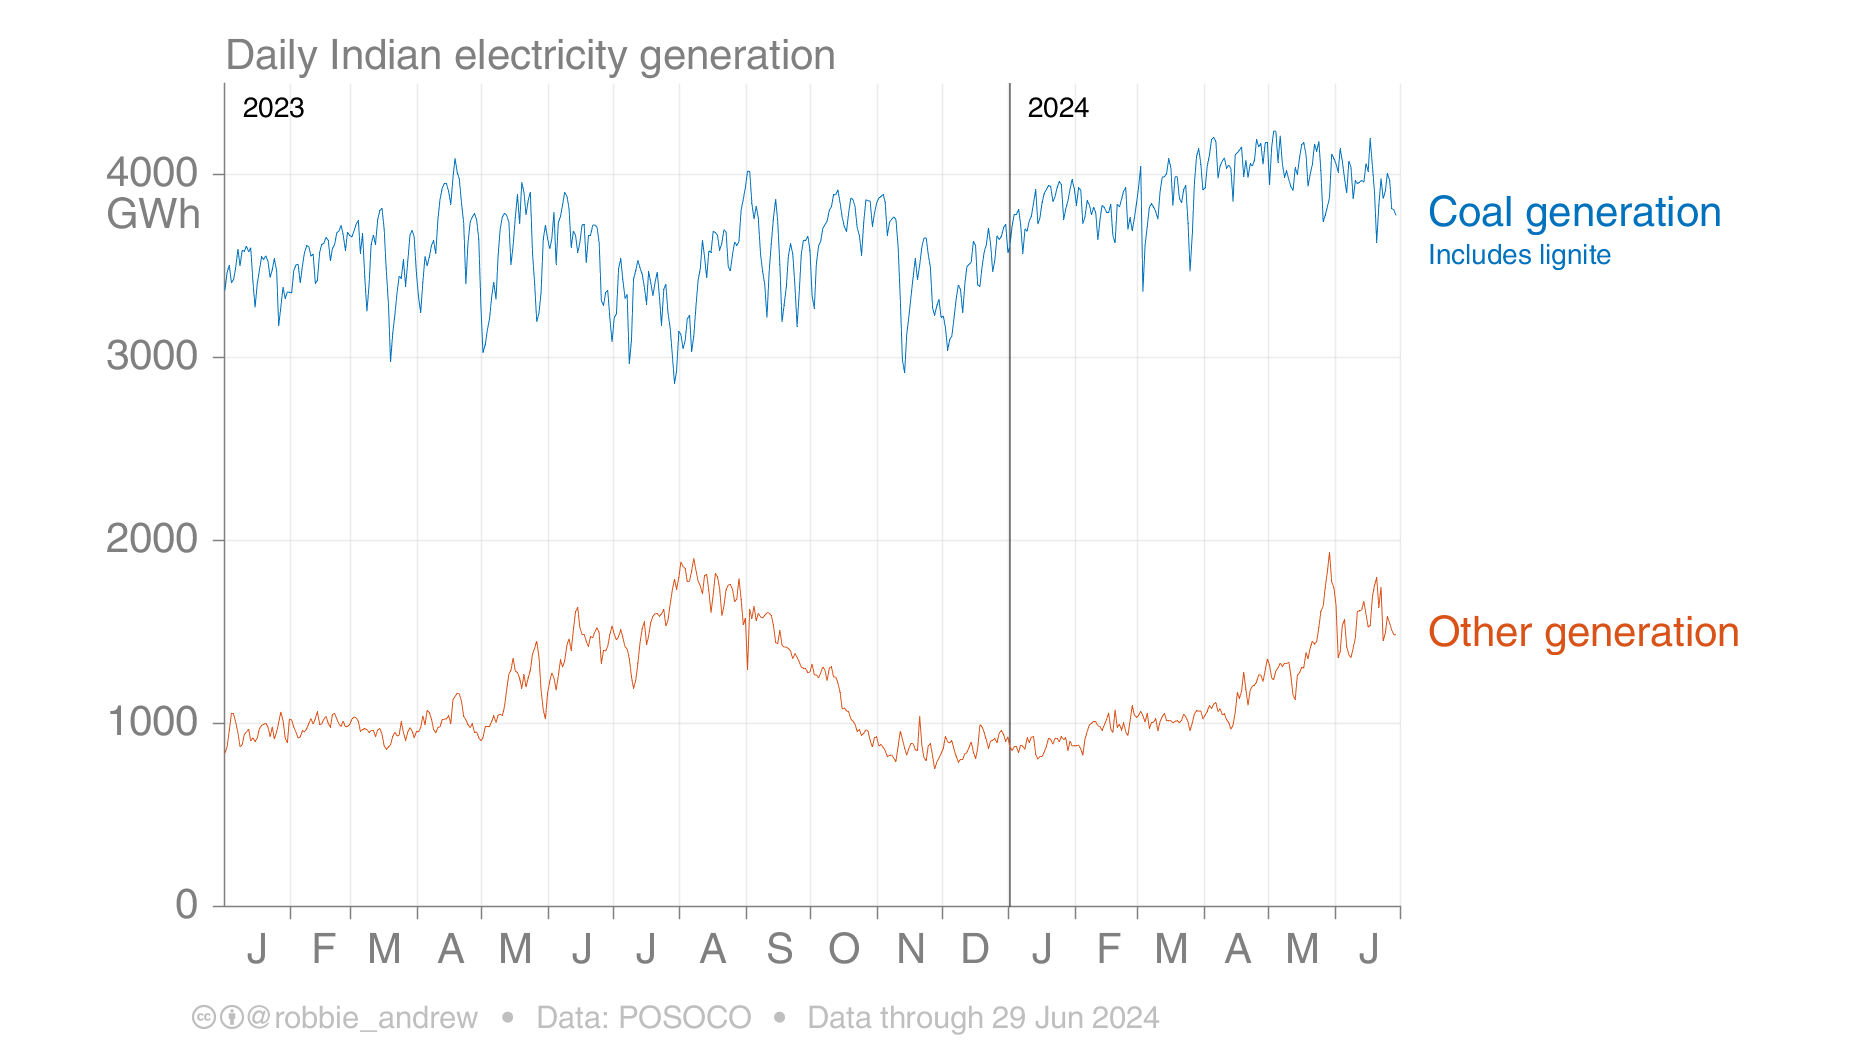 Daily Indian electricity generation
2023
2024
4000
GWh
3000
2000
1000
0
Coal generation
Includes lignite
Other generation
J F M A M J J A S O N D J F M A M J
cc @robbie_andrew • Data: POSOCO • Data through 29 Jun 2024